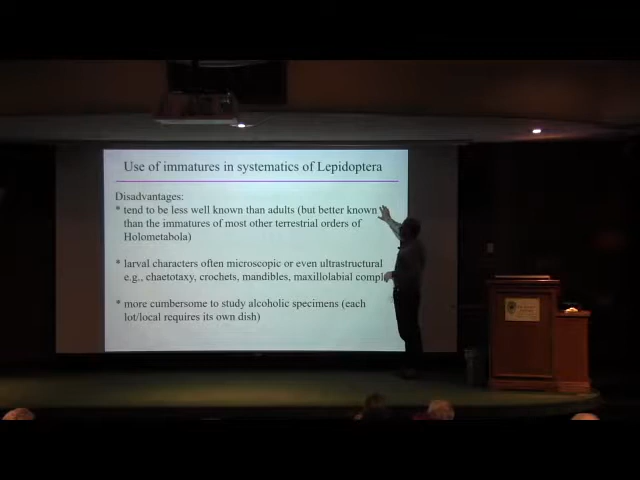 Use of immatures in systematics of Lepidoptera
Disadvantages:
* tend to be less well known than adults (but better known
than the immatures of most other terrestrial orders of
Holometabola)
* larval characters often microscopic or even ultrastructural
e.g., chaetotaxy, crochets, mandibles, maxillolabial compl
* more cumbersome to study alcoholic specimens (each
lot/local requires its own dish)